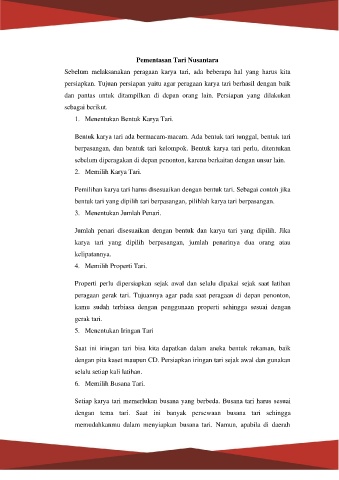 Pementasan Tari Nusantara
Sebelum melaksanakan peragaan karya tari, ada beberapa hal yang harus kita
persiapkan. Tujuan persiapan yaitu agar peragaan karya tari berhasil dengan baik
dan pantas untuk ditampilkan di depan orang lain. Persiapan yang dilakukan
sebagai berikut.
1. Menentukan Bentuk Karya Tari.
Bentuk karya tari ada bermacam-macam. Ada bentuk tari tunggal, bentuk tari
berpasangan, dan bentuk tari kelompok. Bentuk karya tari perlu, ditentukan
sebelum diperagakan di depan penonton, karena berkaitan dengan unsur lain.
2. Memilih Karya Tari.
Pemilihan karya tari harus disesuaikan dengan bentuk tari. Sebagai contoh jika
bentuk tari yang dipilih tari berpasangan, pilihlah karya tari berpasangan.
3. Menentukan Jumlah Penari.
Jumlah penari disesuaikan dengan bentuk dan karya tari yang dipilih. Jika
karya tari yang dipilih berpasangan, jumlah penarinya dua orang atau
kelipatannya.
4. Memilih Properti Tari.
Properti perlu dipersiapkan sejak awal dan selalu dipakai sejak saat latihan
peragaan gerak tari. Tujuannya agar pada saat peragaan di depan penonton,
kamu sudah terbiasa dengan penggunaan properti sehingga sesuai dengan
gerak tari.
5. Menentukan Iringan Tari
Saat ini iringan tari bisa kita dapatkan dalam aneka bentuk rekaman, baik
dengan pita kaset maupun CD. Persiapkan iringan tari sejak awal dan gunakan
selalu setiap kali latihan.
6. Memilih Busana Tari.
Setiap karya tari memerlukan busana yang berbeda. Busana tari harus sesuai
dengan tema tari. Saat ini banyak persewaan busana tari sehingga
memudahkanmu dalam menyiapkan busana tari. Namun, apabila di daerah